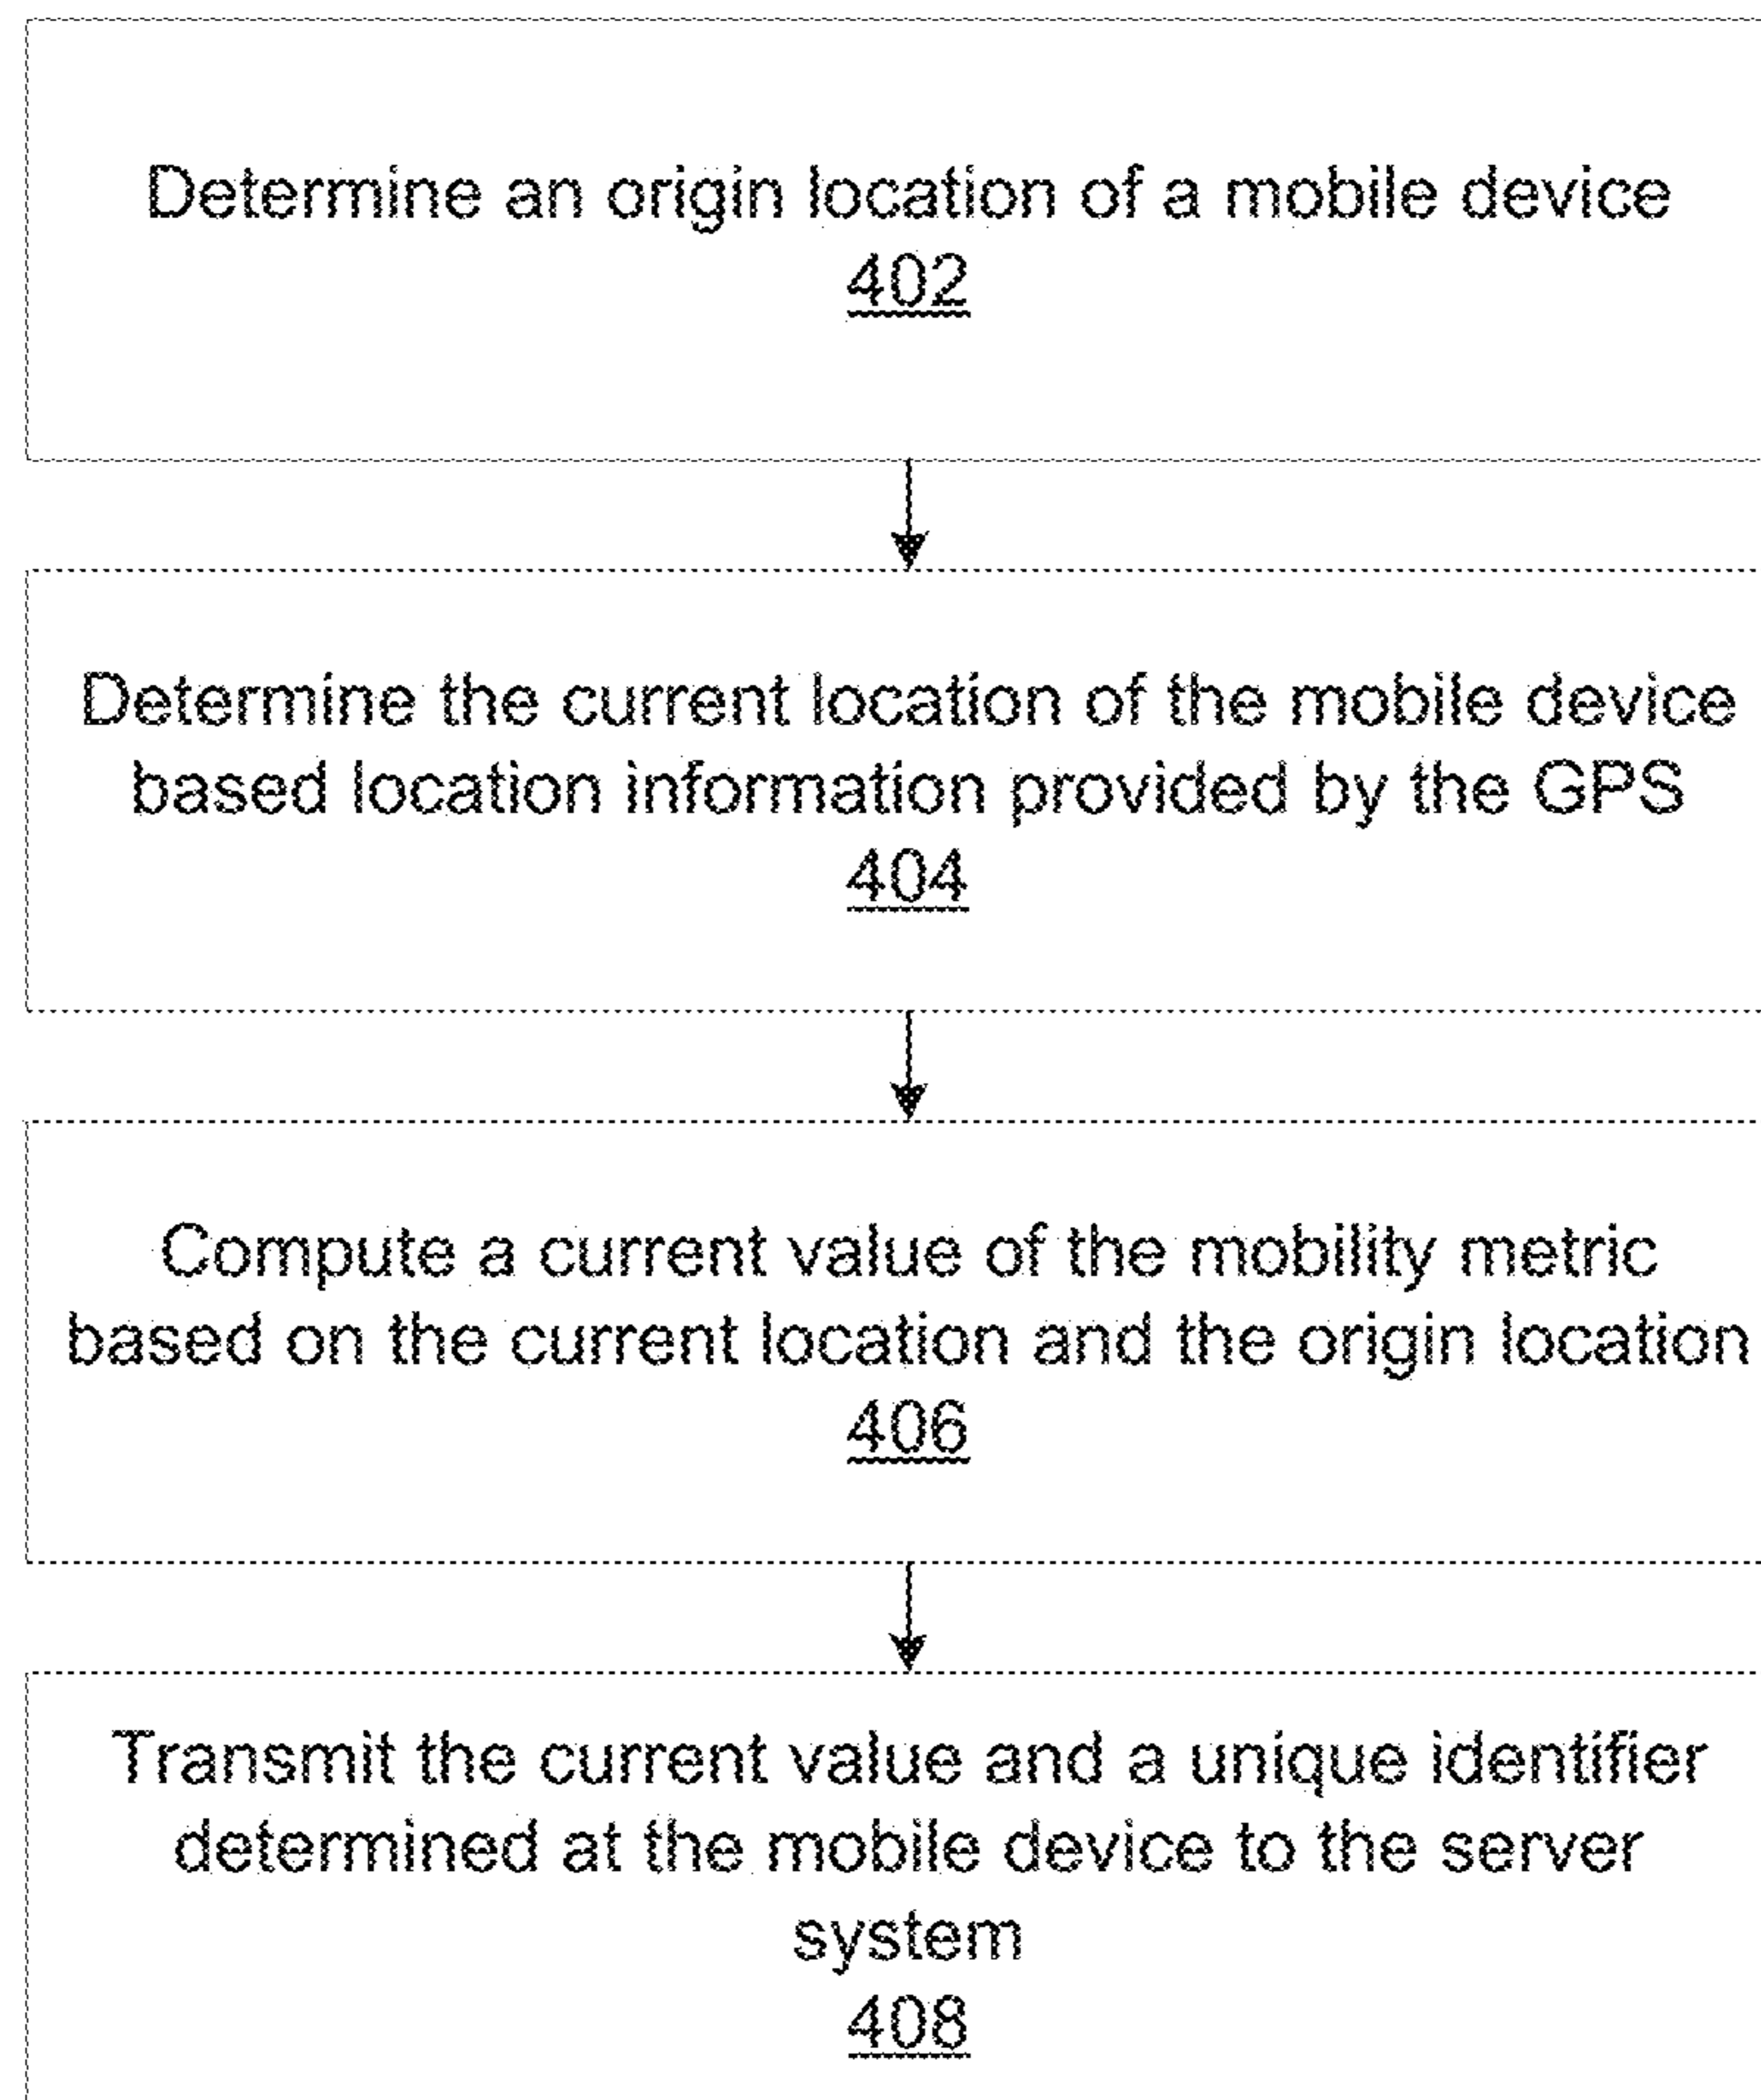 Determine an origin location of a mobile device
402
Determine the current location of the mobile device
based location information provided by the GPS
404
Compute a current value of the mobility metric
based on the current location and the origin location
406
Transmit the current value and a unique identifier
determined at the mobile device to the server
system
408